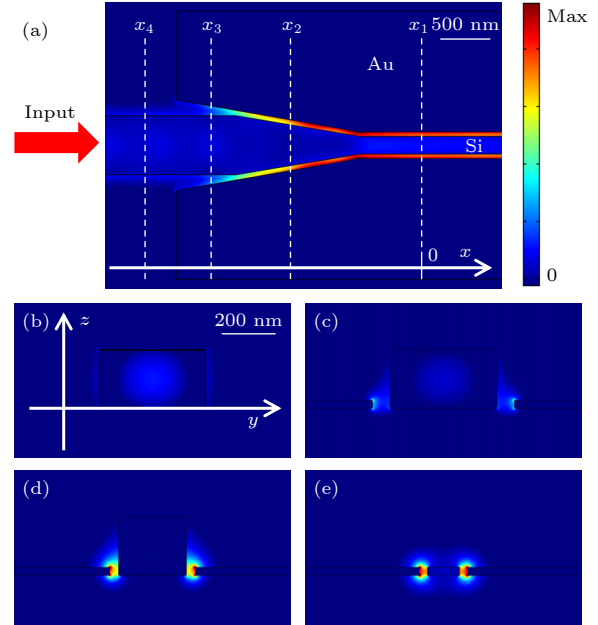 (a)
x₄ x₃ x₂ x₁ 500 nm
Max
Au
Input
Si
0 x
0
(b) z 200 nm
y
(c)
(d)
(e)